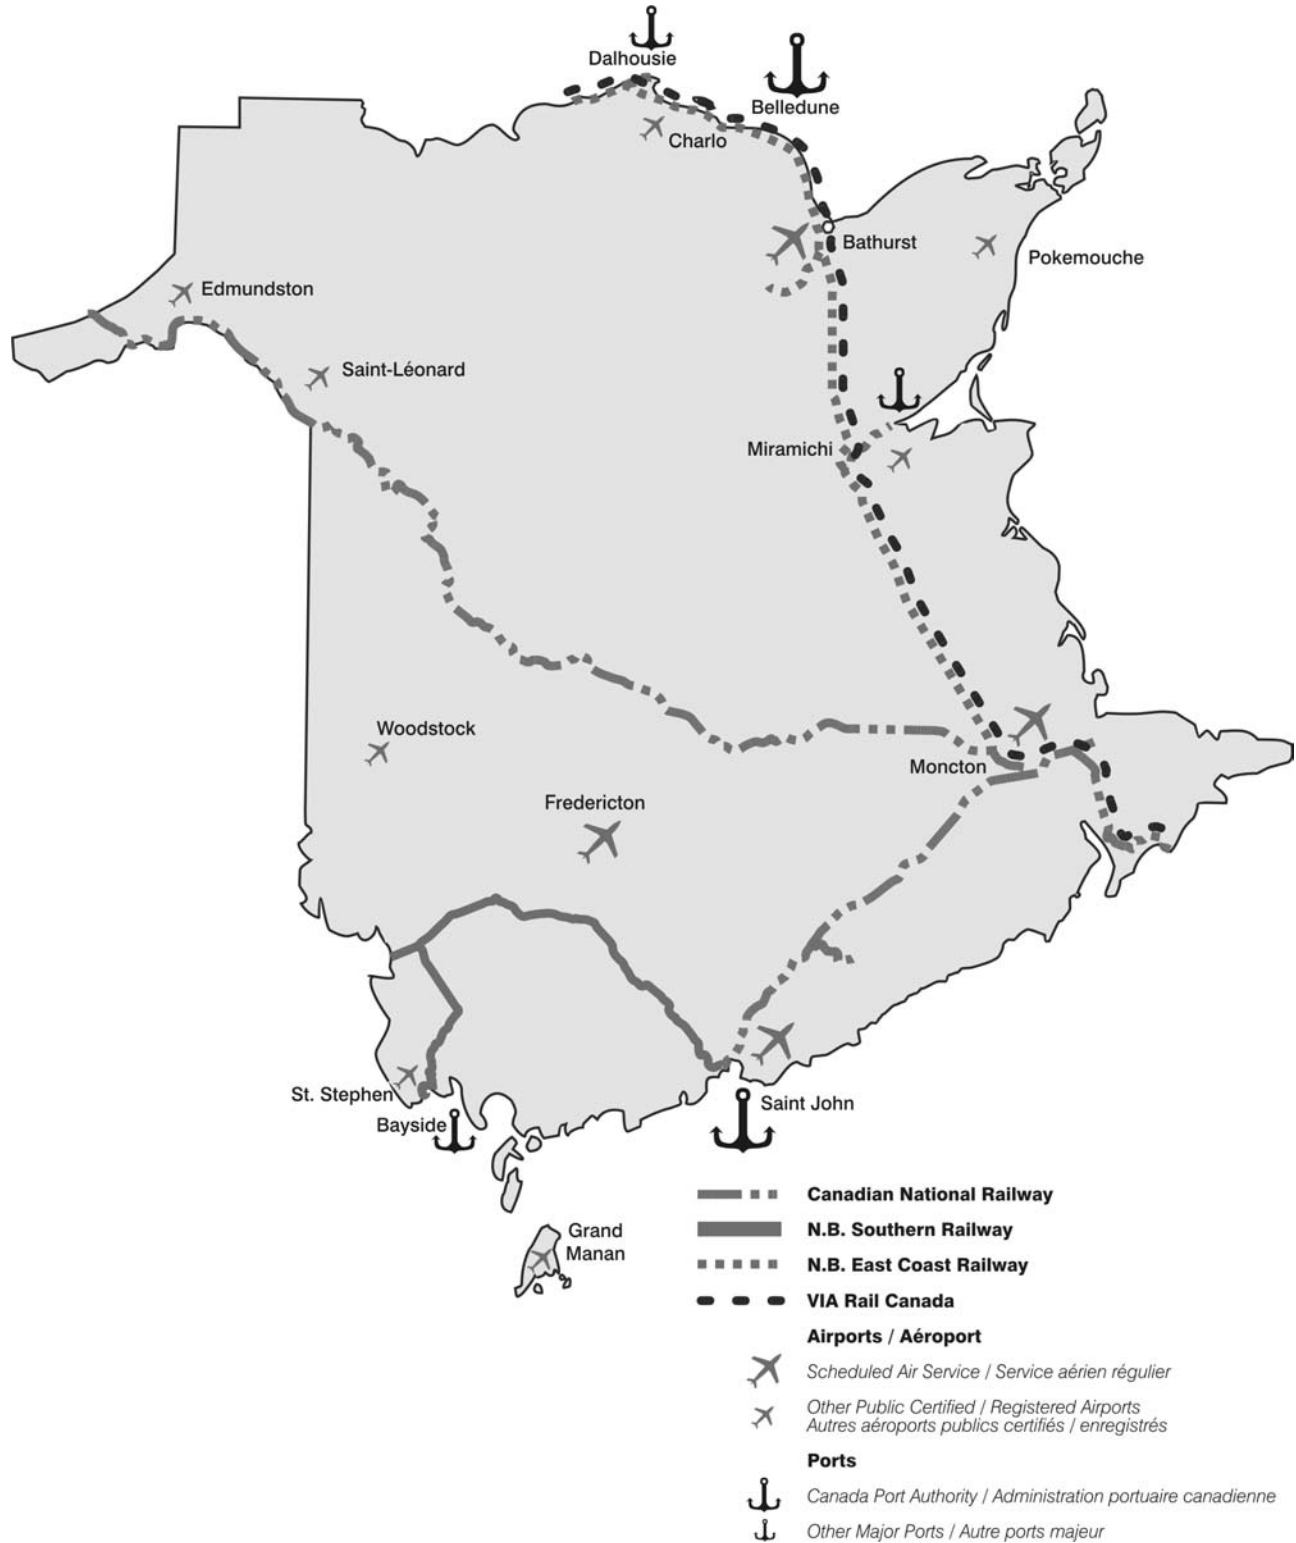 Dalhousie
Belledune
Charlo
Bathurst
Pokemouche
Edmundston
Saint-Léonard
Miramichi
Woodstock
Moncton
Fredericton
St. Stephen
Bayside
Saint John
Grand
Manan
Canadian National Railway
N.B. Southern Railway
N.B. East Coast Railway
VIA Rail Canada
Airports / Aéroport
Scheduled Air Service / Service aérien régulier
Other Public Certified / Registered Airports
Autres aéroports publics certifiés / enregistrés
Ports
Canada Port Authority / Administration portuaire canadienne
Other Major Ports / Autre ports majeur